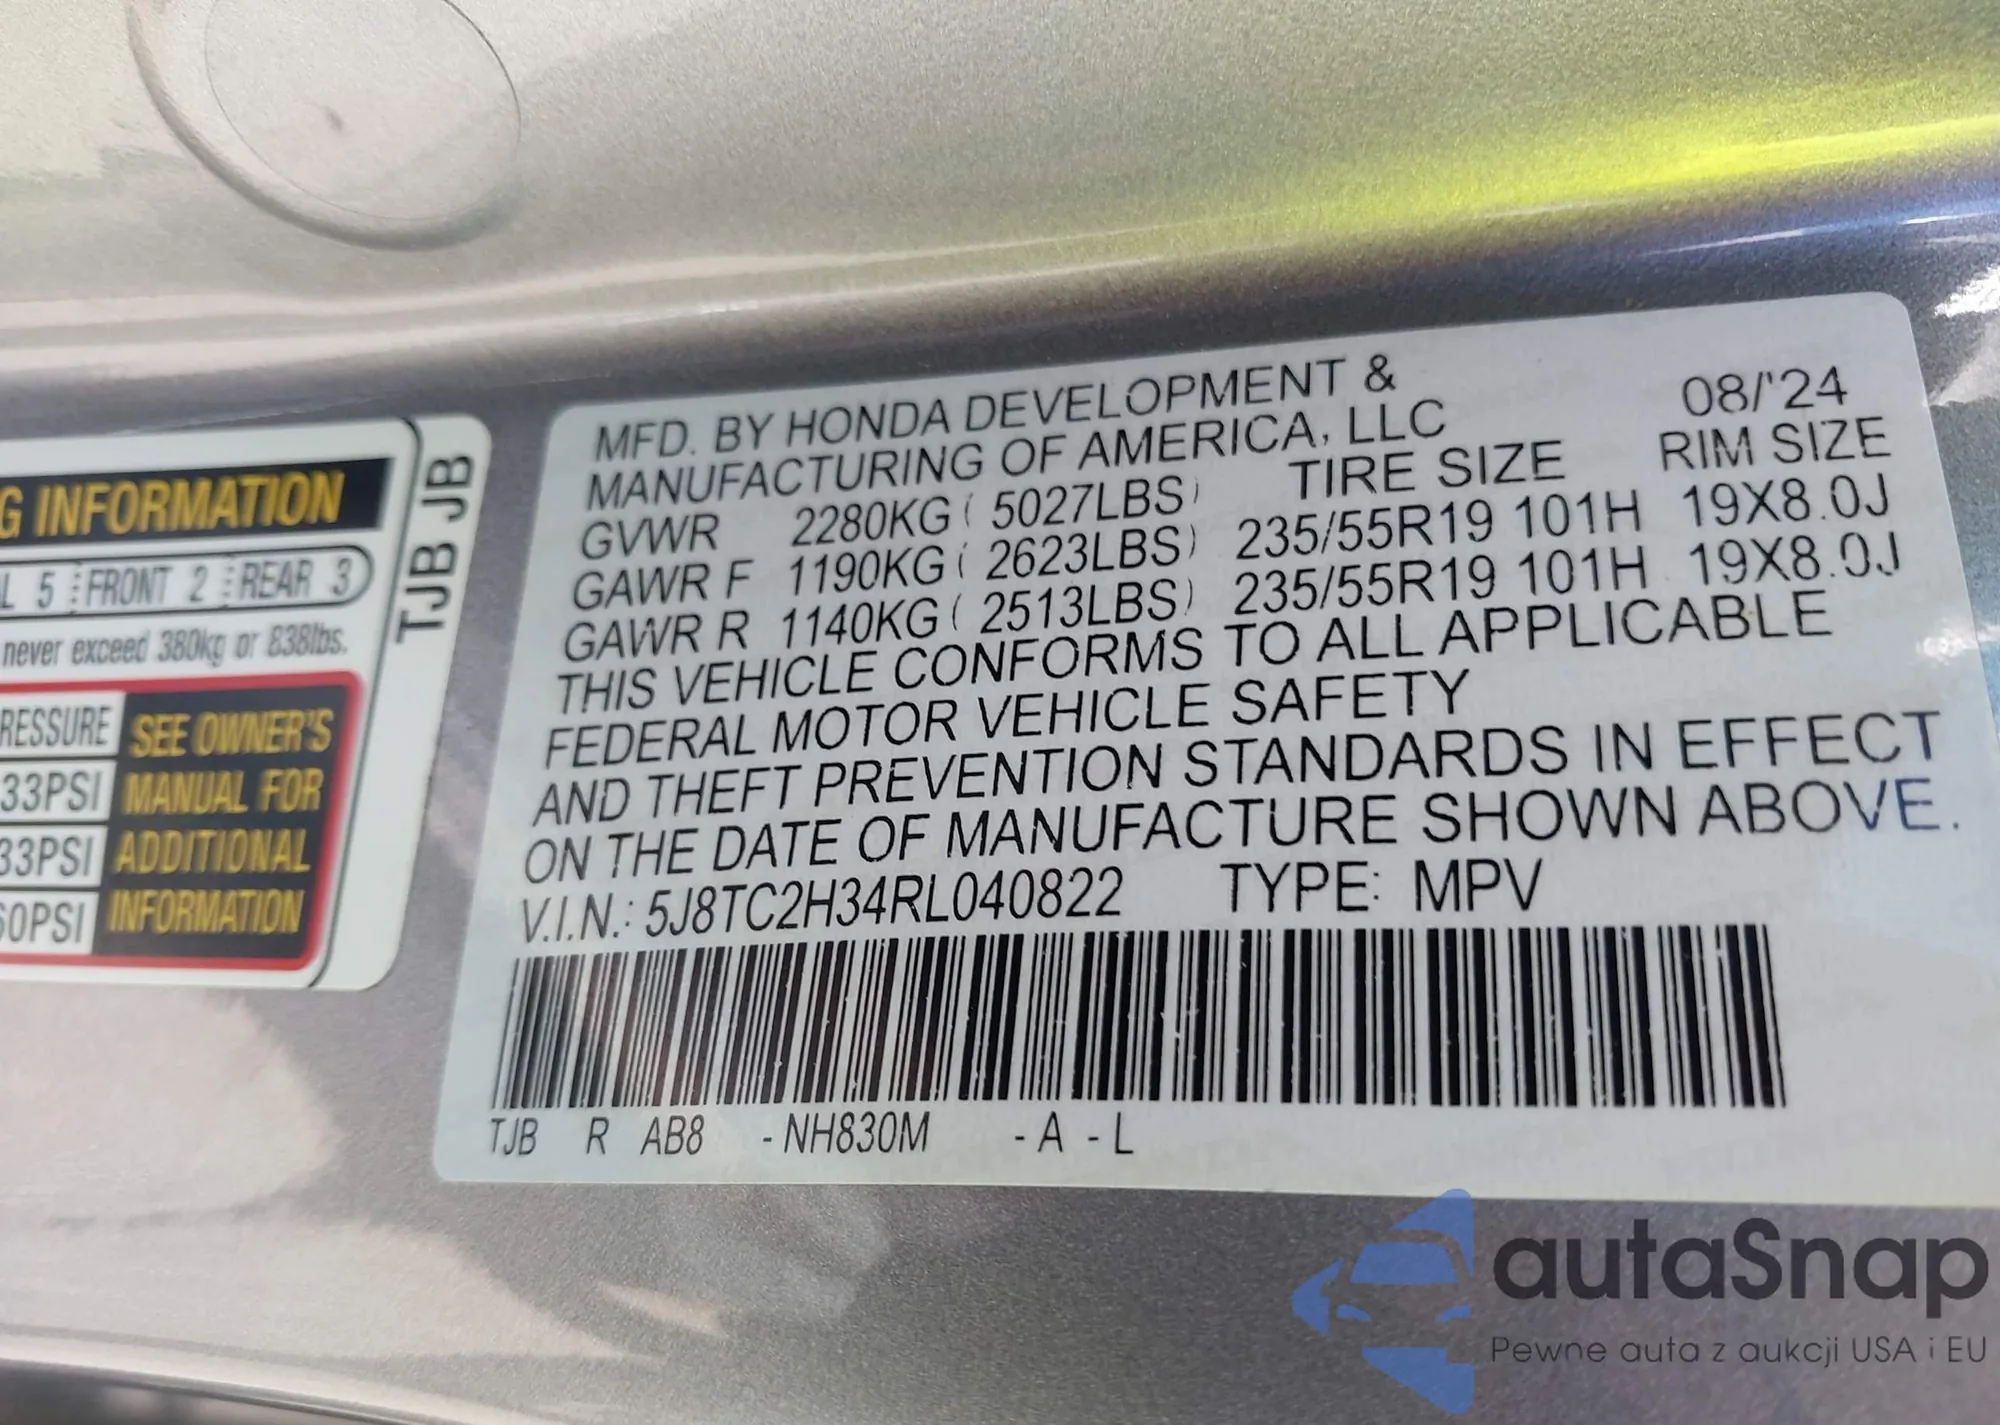 G INFORMATION
L 5 FRONT 2 REAR 3
never exceed 380kg or 838lbs.
RESSURE
33PSI
33PSI
60PSI
SEE OWNER'S
MANUAL FOR
ADDITIONAL
INFORMATION
TJB JB
MFD. BY HONDA DEVELOPMENT &
MANUFACTURING OF AMERICA, LLC 08/'24
GVWR 2280KG ( 5027LBS) TIRE SIZE RIM SIZE
GAWR F 1190KG ( 2623LBS) 235/55R19 101H 19X8.0J
GAWR R 1140KG ( 2513LBS) 235/55R19 101H 19X8.0J
THIS VEHICLE CONFORMS TO ALL APPLICABLE
FEDERAL MOTOR VEHICLE SAFETY
AND THEFT PREVENTION STANDARDS IN EFFECT
ON THE DATE OF MANUFACTURE SHOWN ABOVE.
V.I.N.: 5J8TC2H34RL040822 TYPE: MPV
TJB R AB8 -NH830M -A -L
autaSnap
Pewne auta z aukcji USA i EU